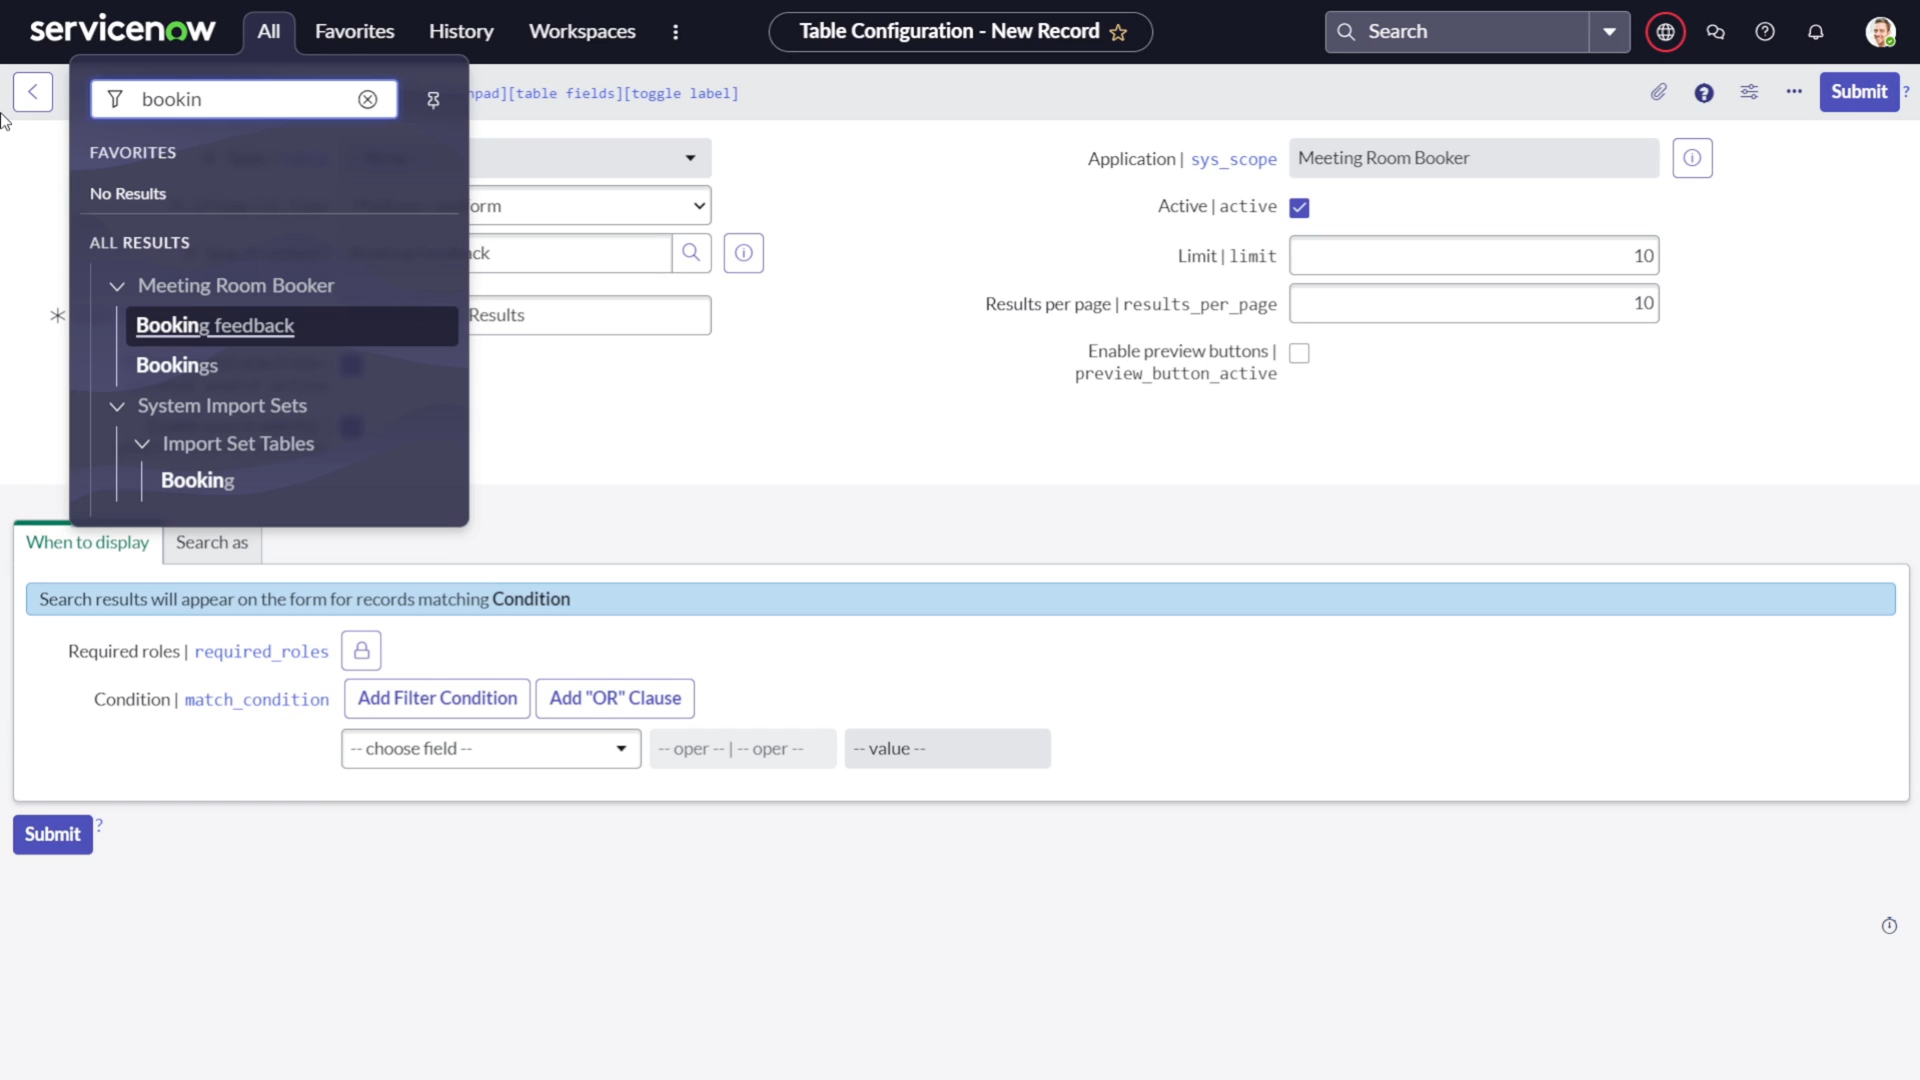 servicenow
All
Favorites
History
Workspaces
Table Configuration - New Record
Search
bookin
FAVORITES
No Results
ALL RESULTS
Meeting Room Booker
Booking feedback
Bookings
System Import Sets
Import Set Tables
Booking
[table fields][toggle label]
Submit
?
Application | sys_scope
Meeting Room Booker
Active | active
Limit | limit
10
Results per page | results_per_page
10
Enable preview buttons |
preview_button_active
Results
When to display
Search as
Search results will appear on the form for records matching Condition
Required roles | required_roles
Condition | match_condition
Add Filter Condition
Add "OR" Clause
-- choose field --
-- oper -- | -- oper --
-- value --
Submit
?